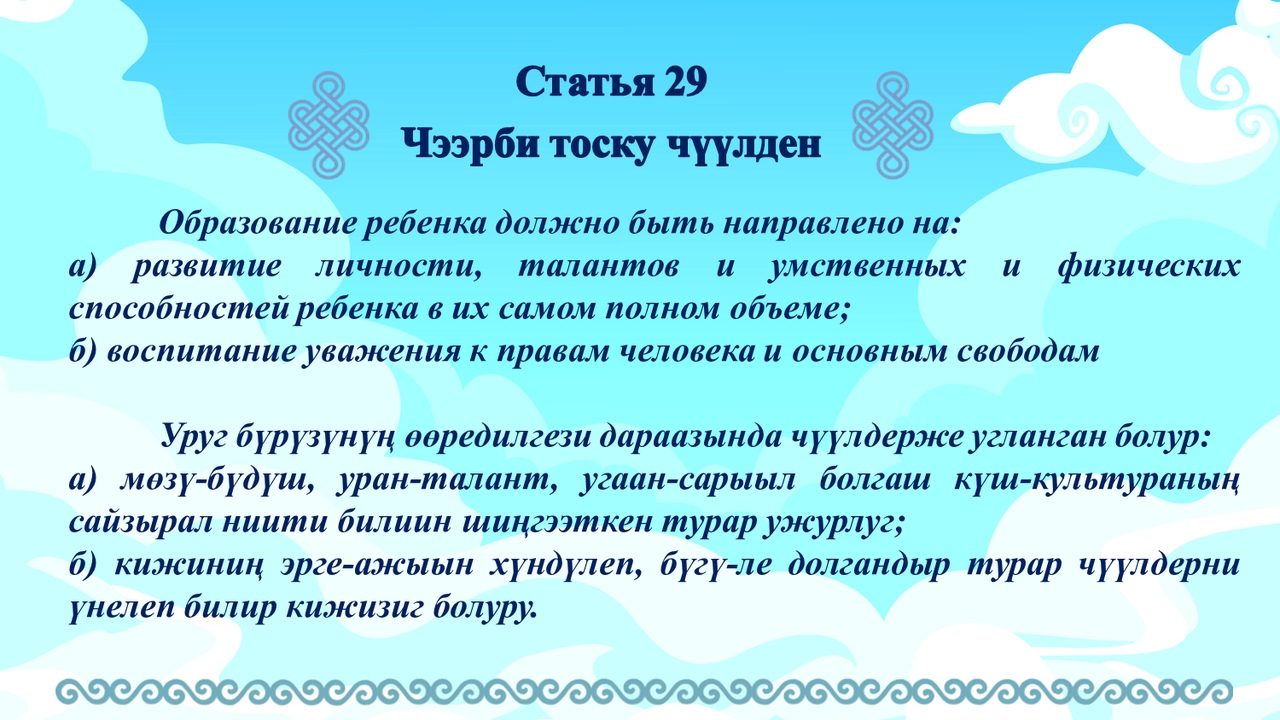 Статья 29
Чээрби тоску чүүлден
Образование ребенка должно быть направлено на:
а) развитие личности, талантов и умственных и физических
способностей ребенка в их самом полном объеме;
б) воспитание уважения к правам человека и основным свободам
Уруг бүрүзүнүң өөредилгези дараазында чүүлдерже угланган болур:
а) мөзү-бүдүш, уран-талант, угаан-сарыыл болгаш күш-культураның
сайзырал ниити билиин шиңгээткен турар ужурлуг;
б) кижиниң эрге-ажыын хүндүлеп, бүгү-ле долгандыр турар чүүлдерни
үнелеп билир кижизиг болуру.